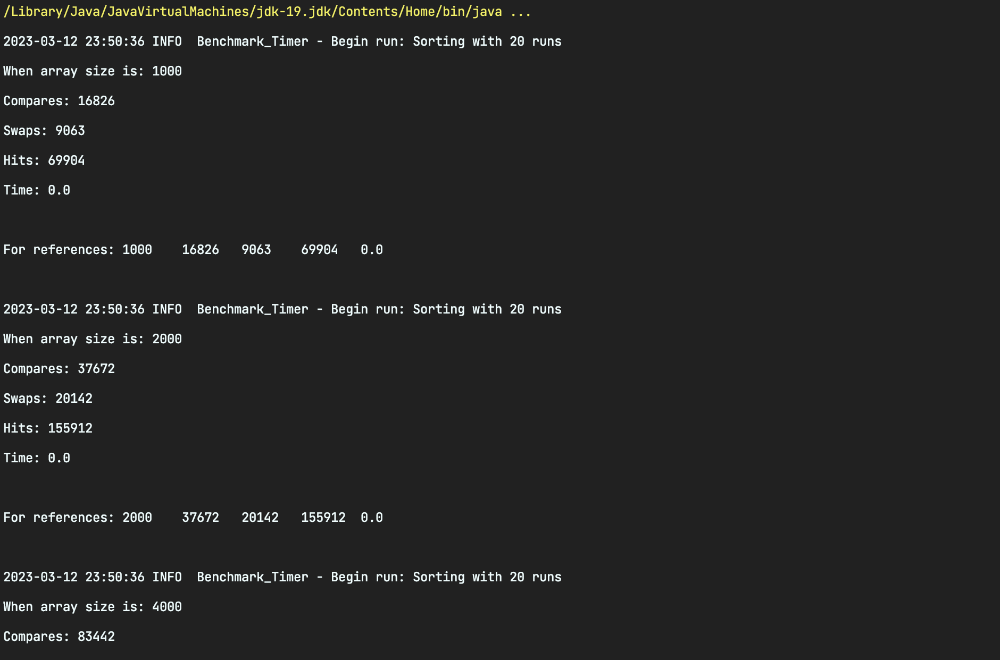 /Library/Java/JavaVirtualMachines/jdk-19.jdk/Contents/Home/bin/java ...
2023-03-12 23:50:36 INFO  Benchmark_Timer - Begin run: Sorting with 20 runs
When array size is: 1000
Compares: 16826
Swaps: 9063
Hits: 69904
Time: 0.0
For references: 1000    16826   9063    69904   0.0
2023-03-12 23:50:36 INFO  Benchmark_Timer - Begin run: Sorting with 20 runs
When array size is: 2000
Compares: 37672
Swaps: 20142
Hits: 155912
Time: 0.0
For references: 2000    37672   20142   155912  0.0
2023-03-12 23:50:36 INFO  Benchmark_Timer - Begin run: Sorting with 20 runs
When array size is: 4000
Compares: 83442